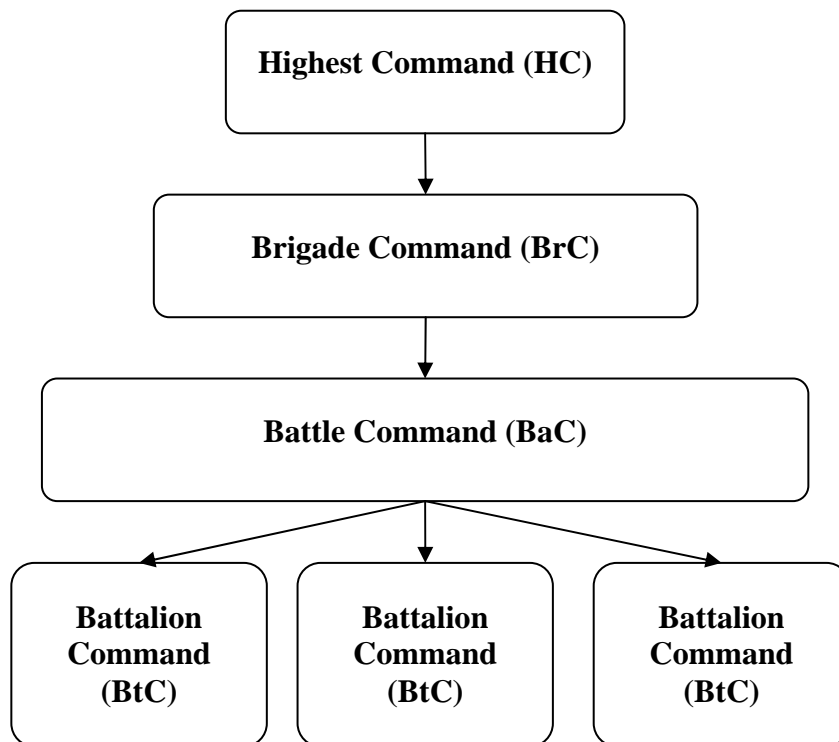 Highest Command (HC)
Brigade Command (BrC)
Battle Command (BaC)
Battalion
Command
(BtC)
Battalion
Command
(BtC)
Battalion
Command
(BtC)